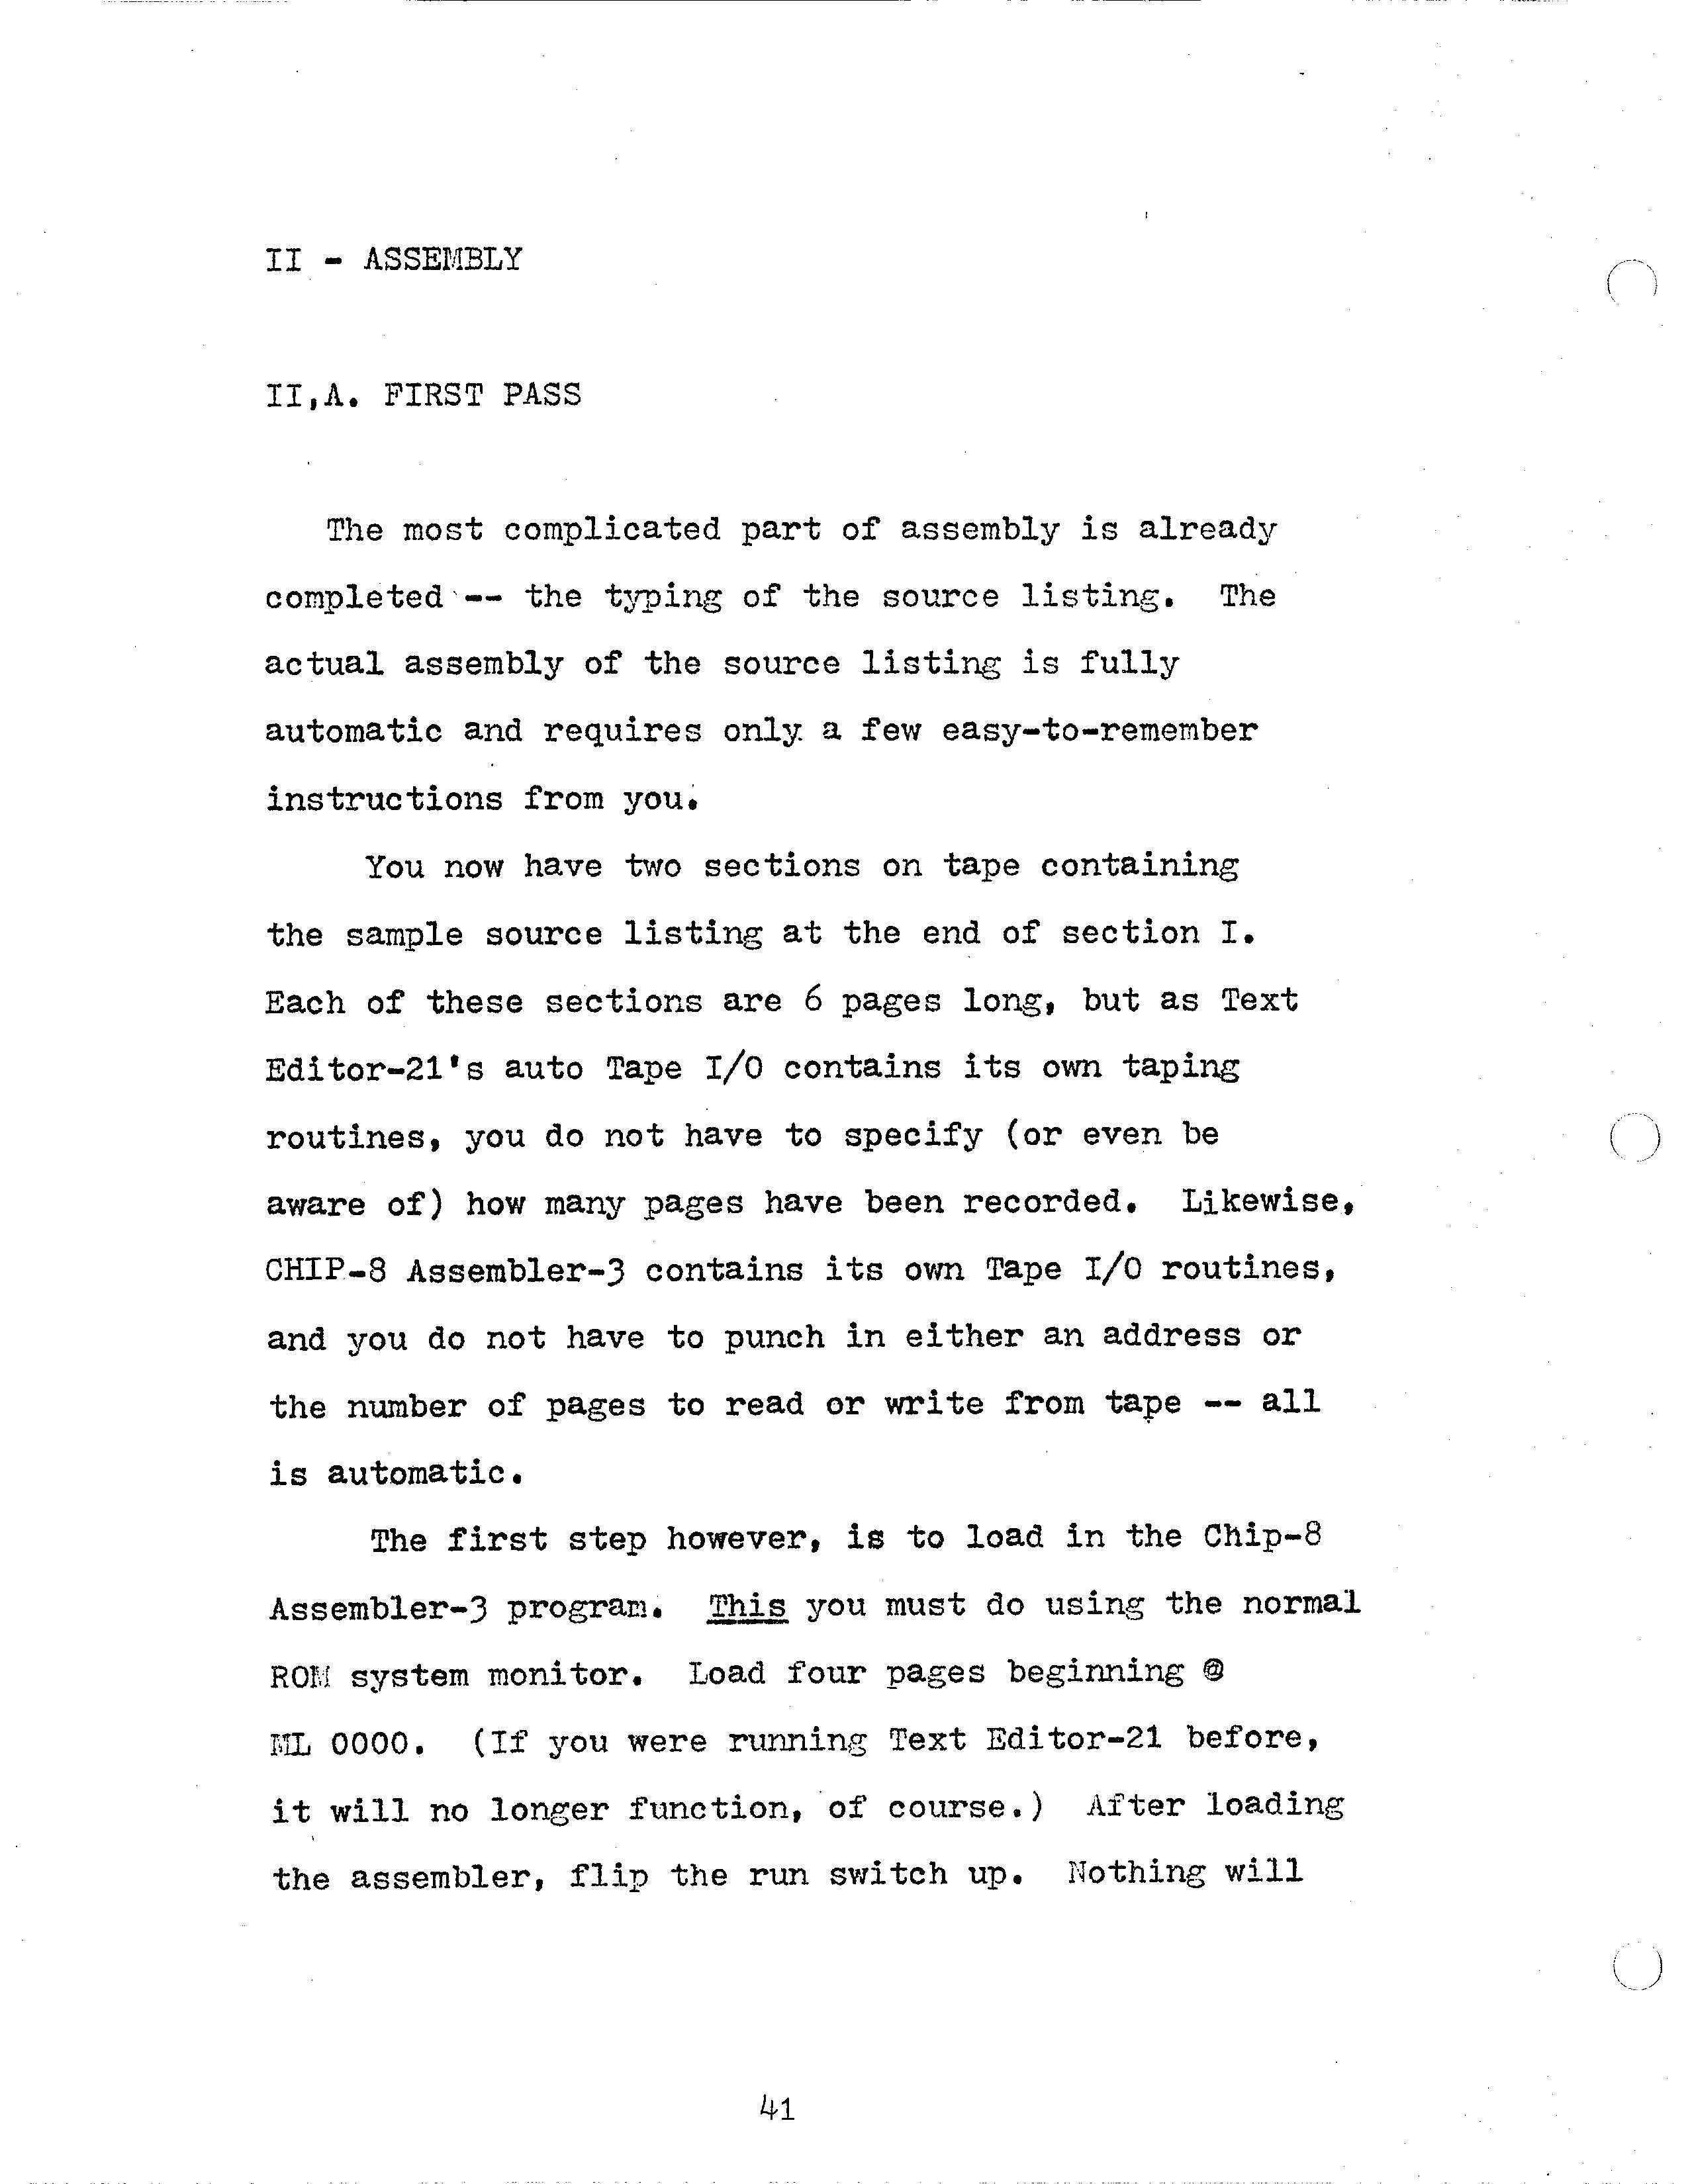 II - ASSEMBLY
II,A. FIRST PASS
The most complicated part of assembly is already
completed -- the typing of the source listing. The
actual assembly of the source listing is fully
automatic and requires only a few easy-to-remember
instructions from you.
You now have two sections on tape containing
the sample source listing at the end of section I.
Each of these sections are 6 pages long, but as Text
Editor-21's auto Tape I/O contains its own taping
routines, you do not have to specify (or even be
aware of) how many pages have been recorded. Likewise,
CHIP-8 Assembler-3 contains its own Tape I/O routines,
and you do not have to punch in either an address or
the number of pages to read or write from tape -- all
is automatic.
The first step however, is to load in the Chip-8
Assembler-3 program. This you must do using the normal
ROM system monitor. Load four pages beginning @
ML 0000. (If you were running Text Editor-21 before,
it will no longer function, of course.) After loading
the assembler, flip the run switch up. Nothing will
41